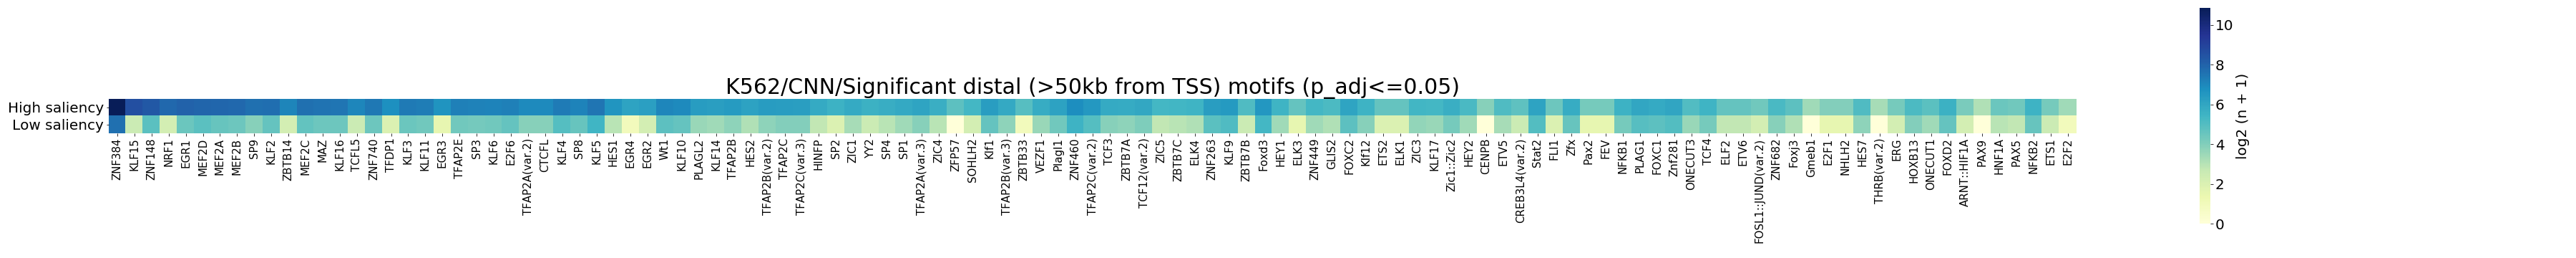 K562/CNN/Significant distal (>50kb from TSS) motifs (p_adj<=0.05)
High saliency
Low saliency
ZNF384
KLF15
ZNF148
NRF1
EGR1
MEF2D
MEF2A
MEF2B
SP9
KLF2
ZBTB14
MEF2C
MAZ
KLF16
TCFL5
ZNF740
TFDP1
KLF3
KLF11
EGR3
TFAP2E
SP3
KLF6
E2F6
TFAP2A(var.2)
CTCFL
KLF4
SP8
KLF5
HES1
EGR4
EGR2
Wt1
KLF10
PLAGL2
KLF14
TFAP2B
HES2
TFAP2B(var.2)
TFAP2C
TFAP2C(var.3)
HINFP
SP2
ZIC1
YY2
SP4
SP1
TFAP2A(var.3)
ZIC4
ZFP57
SOHLH2
Klf1
TFAP2B(var.3)
ZBTB33
VEZF1
Plagl1
ZNF460
TFAP2C(var.2)
TCF3
ZBTB7A
TCF12(var.2)
ZIC5
ZBTB7C
ELK4
ZNF263
KLF9
ZBTB7B
Foxd3
HEY1
ELK3
ZNF449
GLIS2
FOXC2
Klf12
ETS2
ELK1
ZIC3
KLF17
Zic1::Zic2
HEY2
CENPB
ETV5
CREB3L4(var.2)
Stat2
FLI1
Zfx
Pax2
FEV
NFKB1
PLAG1
FOXC1
Znf281
ONECUT3
TCF4
ELF2
ETV6
FOSL1::JUND(var.2)
ZNF682
Foxj3
Gmeb1
E2F1
NHLH2
HES7
THRB(var.2)
ERG
HOXB13
ONECUT1
FOXD2
ARNT::HIF1A
PAX9
HNF1A
PAX5
NFKB2
ETS1
E2F2
10
8
6
4
2
0
log2 (n + 1)